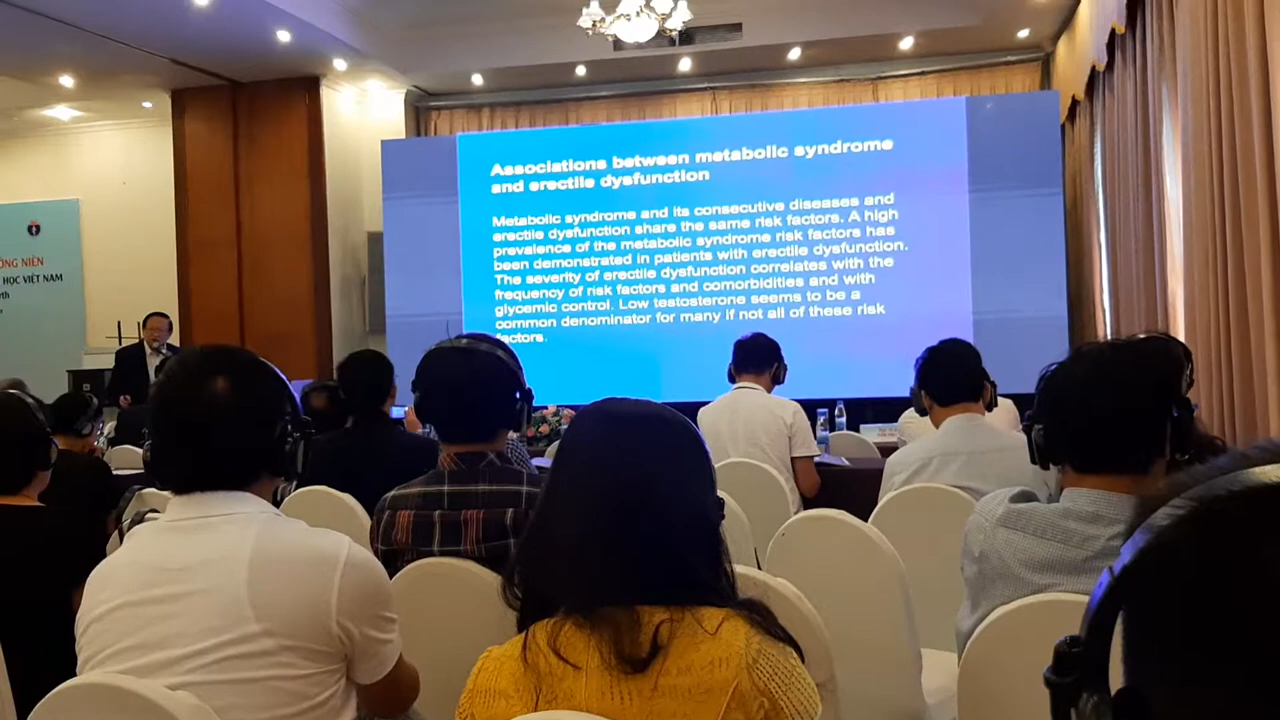 Associations between metabolic syndrome
and erectile dysfunction
Metabolic syndrome and its consecutive diseases and
erectile dysfunction share the same risk factors. A high
prevalence of the metabolic syndrome risk factors has
been demonstrated in patients with erectile dysfunction.
The severity of erectile dysfunction correlates with the
frequency of risk factors and comorbidities and with
glycemic control. Low testosterone seems to be a
common denominator for many if not all of these risk
factors.
ỜNG NIÊN
HỌC VIỆT NAM